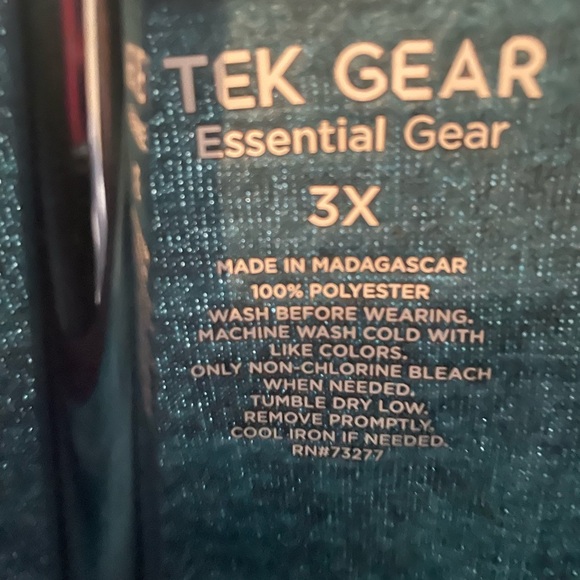 TEK GEAR
Essential Gear
3X
MADE IN MADAGASCAR
100% POLYESTER
WASH BEFORE WEARING.
MACHINE WASH COLD WITH
LIKE COLORS.
ONLY NON-CHLORINE BLEACH
WHEN NEEDED.
TUMBLE DRY LOW.
REMOVE PROMPTLY.
COOL IRON IF NEEDED.
RN#73277